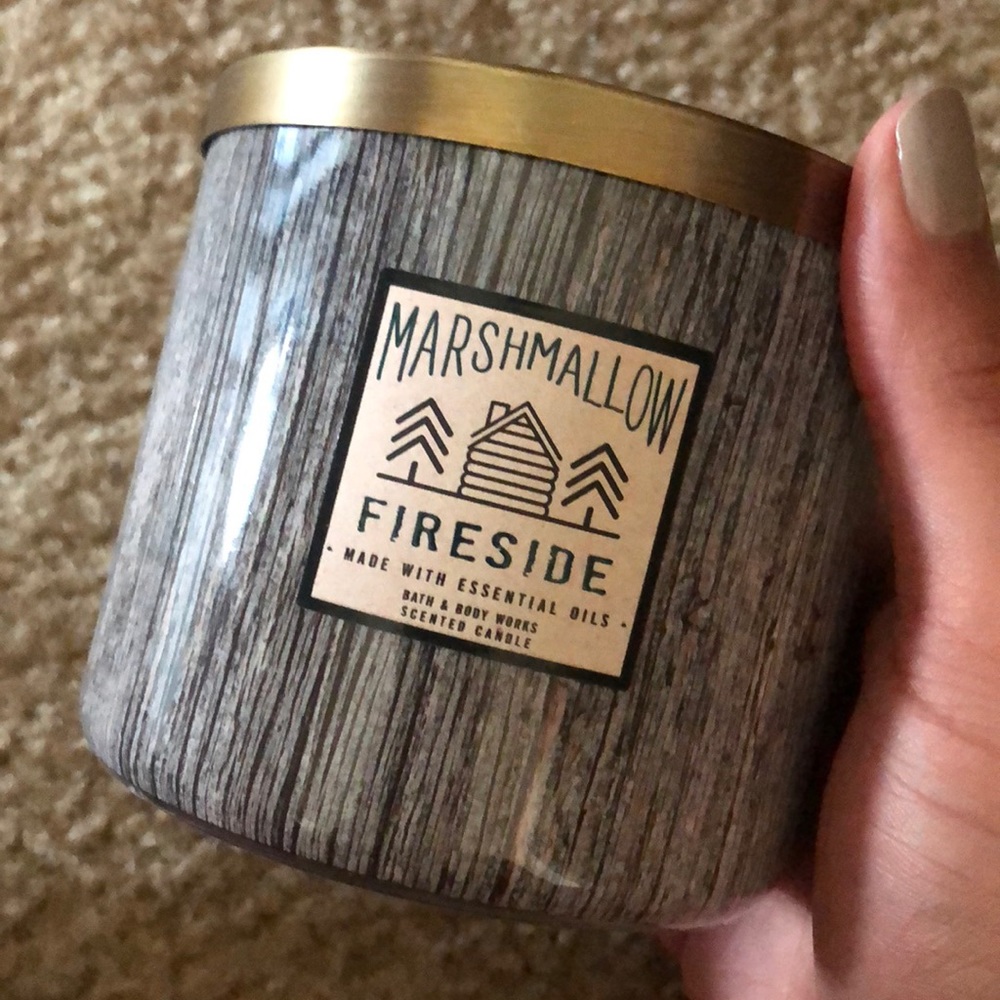 MARSHMALLOW
FIRESIDE
- MADE WITH ESSENTIAL OILS -
BATH & BODY WORKS
SCENTED CANDLE